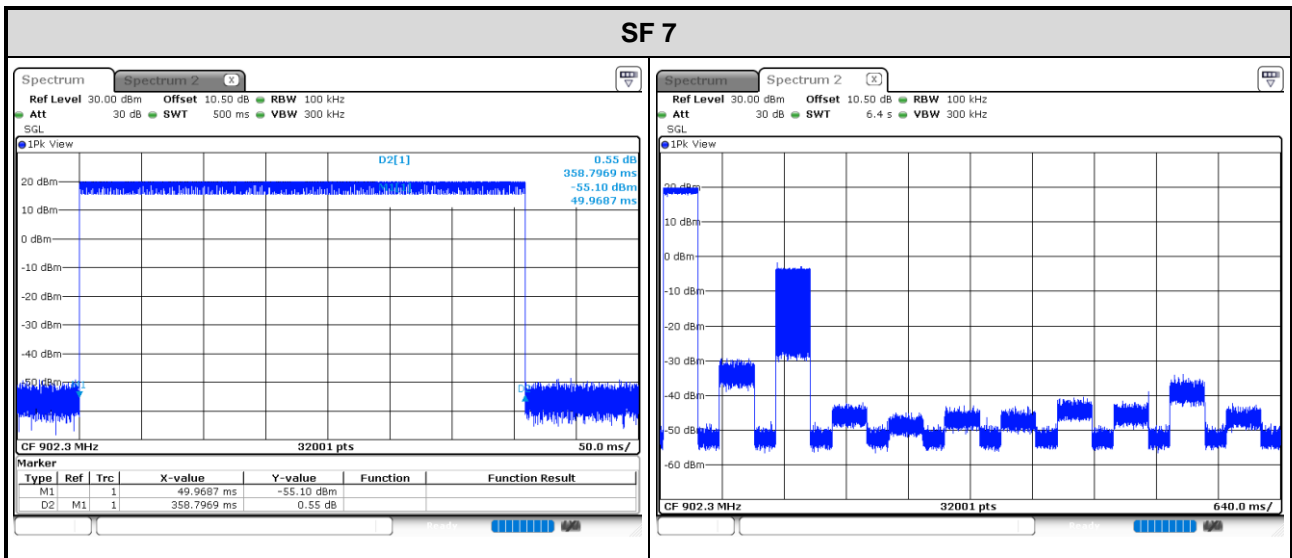 SF 7
Spectrum Spectrum 2 X
Ref Level 30.00 dBm Offset 10.50 dB RBW 100 kHz
Att 30 dB SWT 500 ms VBW 300 kHz
SGL
1Pk View
D2[1] 0.55 dB
358.7969 ms
-55.10 dBm
49.9687 ms
20 dBm
10 dBm
0 dBm
-10 dBm
-20 dBm
-30 dBm
-40 dBm
-50 dBm
CF 902.3 MHz 32001 pts 50.0 ms/
Marker
Type Ref Trc X-value Y-value Function Function Result
M1 1 49.9687 ms -55.10 dBm
D2 M1 1 358.7969 ms 0.55 dB
Ready
Spectrum Spectrum 2 X
Ref Level 30.00 dBm Offset 10.50 dB RBW 100 kHz
Att 30 dB SWT 6.4 s VBW 300 kHz
SGL
1Pk View
20 dBm
10 dBm
0 dBm
-10 dBm
-20 dBm
-30 dBm
-40 dBm
-50 dBm
-60 dBm
CF 902.3 MHz 32001 pts 640.0 ms/
Ready